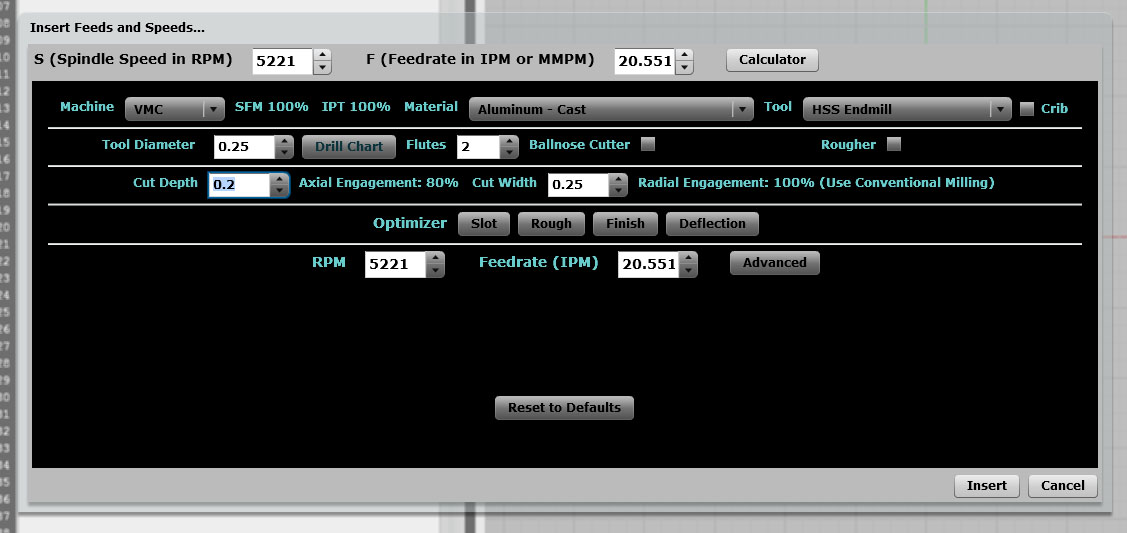 Insert Feeds and Speeds...
S (Spindle Speed in RPM) 5221 F (Feedrate in IPM or MMPM) 20.551 Calculator
Machine VMC SFM 100% IPT 100% Material Aluminum - Cast Tool HSS Endmill Crib
Tool Diameter 0.25 Drill Chart Flutes 2 Ballnose Cutter Rougher
Cut Depth 0.2 Axial Engagement: 80% Cut Width 0.25 Radial Engagement: 100% (Use Conventional Milling)
Optimizer Slot Rough Finish Deflection
RPM 5221 Feedrate (IPM) 20.551 Advanced
Reset to Defaults
Insert Cancel